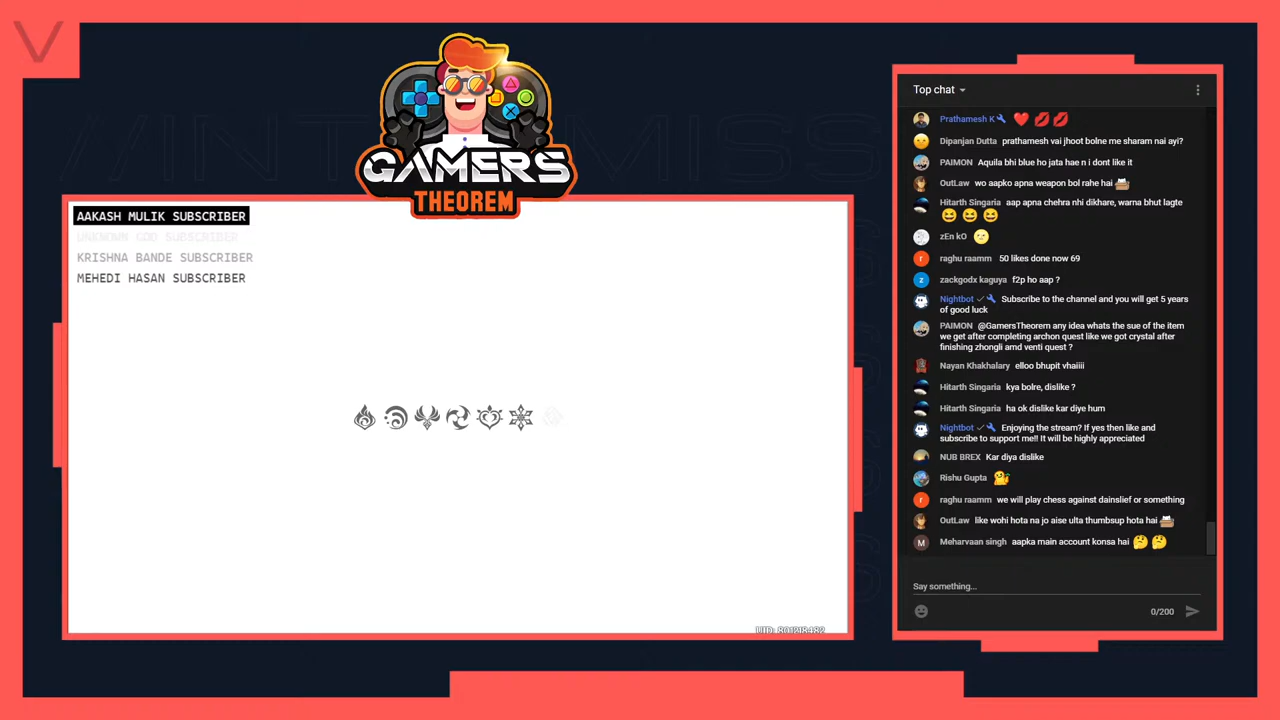 GAMERS
THEOREM
AAKASH MULIK SUBSCRIBER
UNKNOWN GOD SUBSCRIBER
KRISHNA BANDE SUBSCRIBER
MEHEDI HASAN SUBSCRIBER
UID: 801218482
Top chat
Prathamesh K
Dipanjan Dutta prathamesh vai jhoot bolne me sharam nai ayi?
PAIMON Aquila bhi blue ho jata hae n i dont like it
OutLaw wo aapko apna weapon bol rahe hai
Hitarth Singaria aap apna chehra nhi dikhare, warna bhut lagte
zEn kO
raghu raamm 50 likes done now 69
zackgodx kaguya f2p ho aap ?
Nightbot Subscribe to the channel and you will get 5 years
of good luck
PAIMON @GamersTheorem any idea whats the sue of the item
we get after completing archon quest like we got crystal after
finishing zhongli amd venti quest ?
Nayan Khakhalary elloo bhupit vhaiiii
Hitarth Singaria kya bolre, dislike ?
Hitarth Singaria ha ok dislike kar diye hum
Nightbot Enjoying the stream? If yes then like and
subscribe to support me!! It will be highly appreciated
NUB BREX Kar diya dislike
Rishu Gupta
raghu raamm we will play chess against dainslief or something
OutLaw like wohi hota na jo aise ulta thumbsup hota hai
Meharvaan singh aapka main account konsa hai
Say something...
0/200